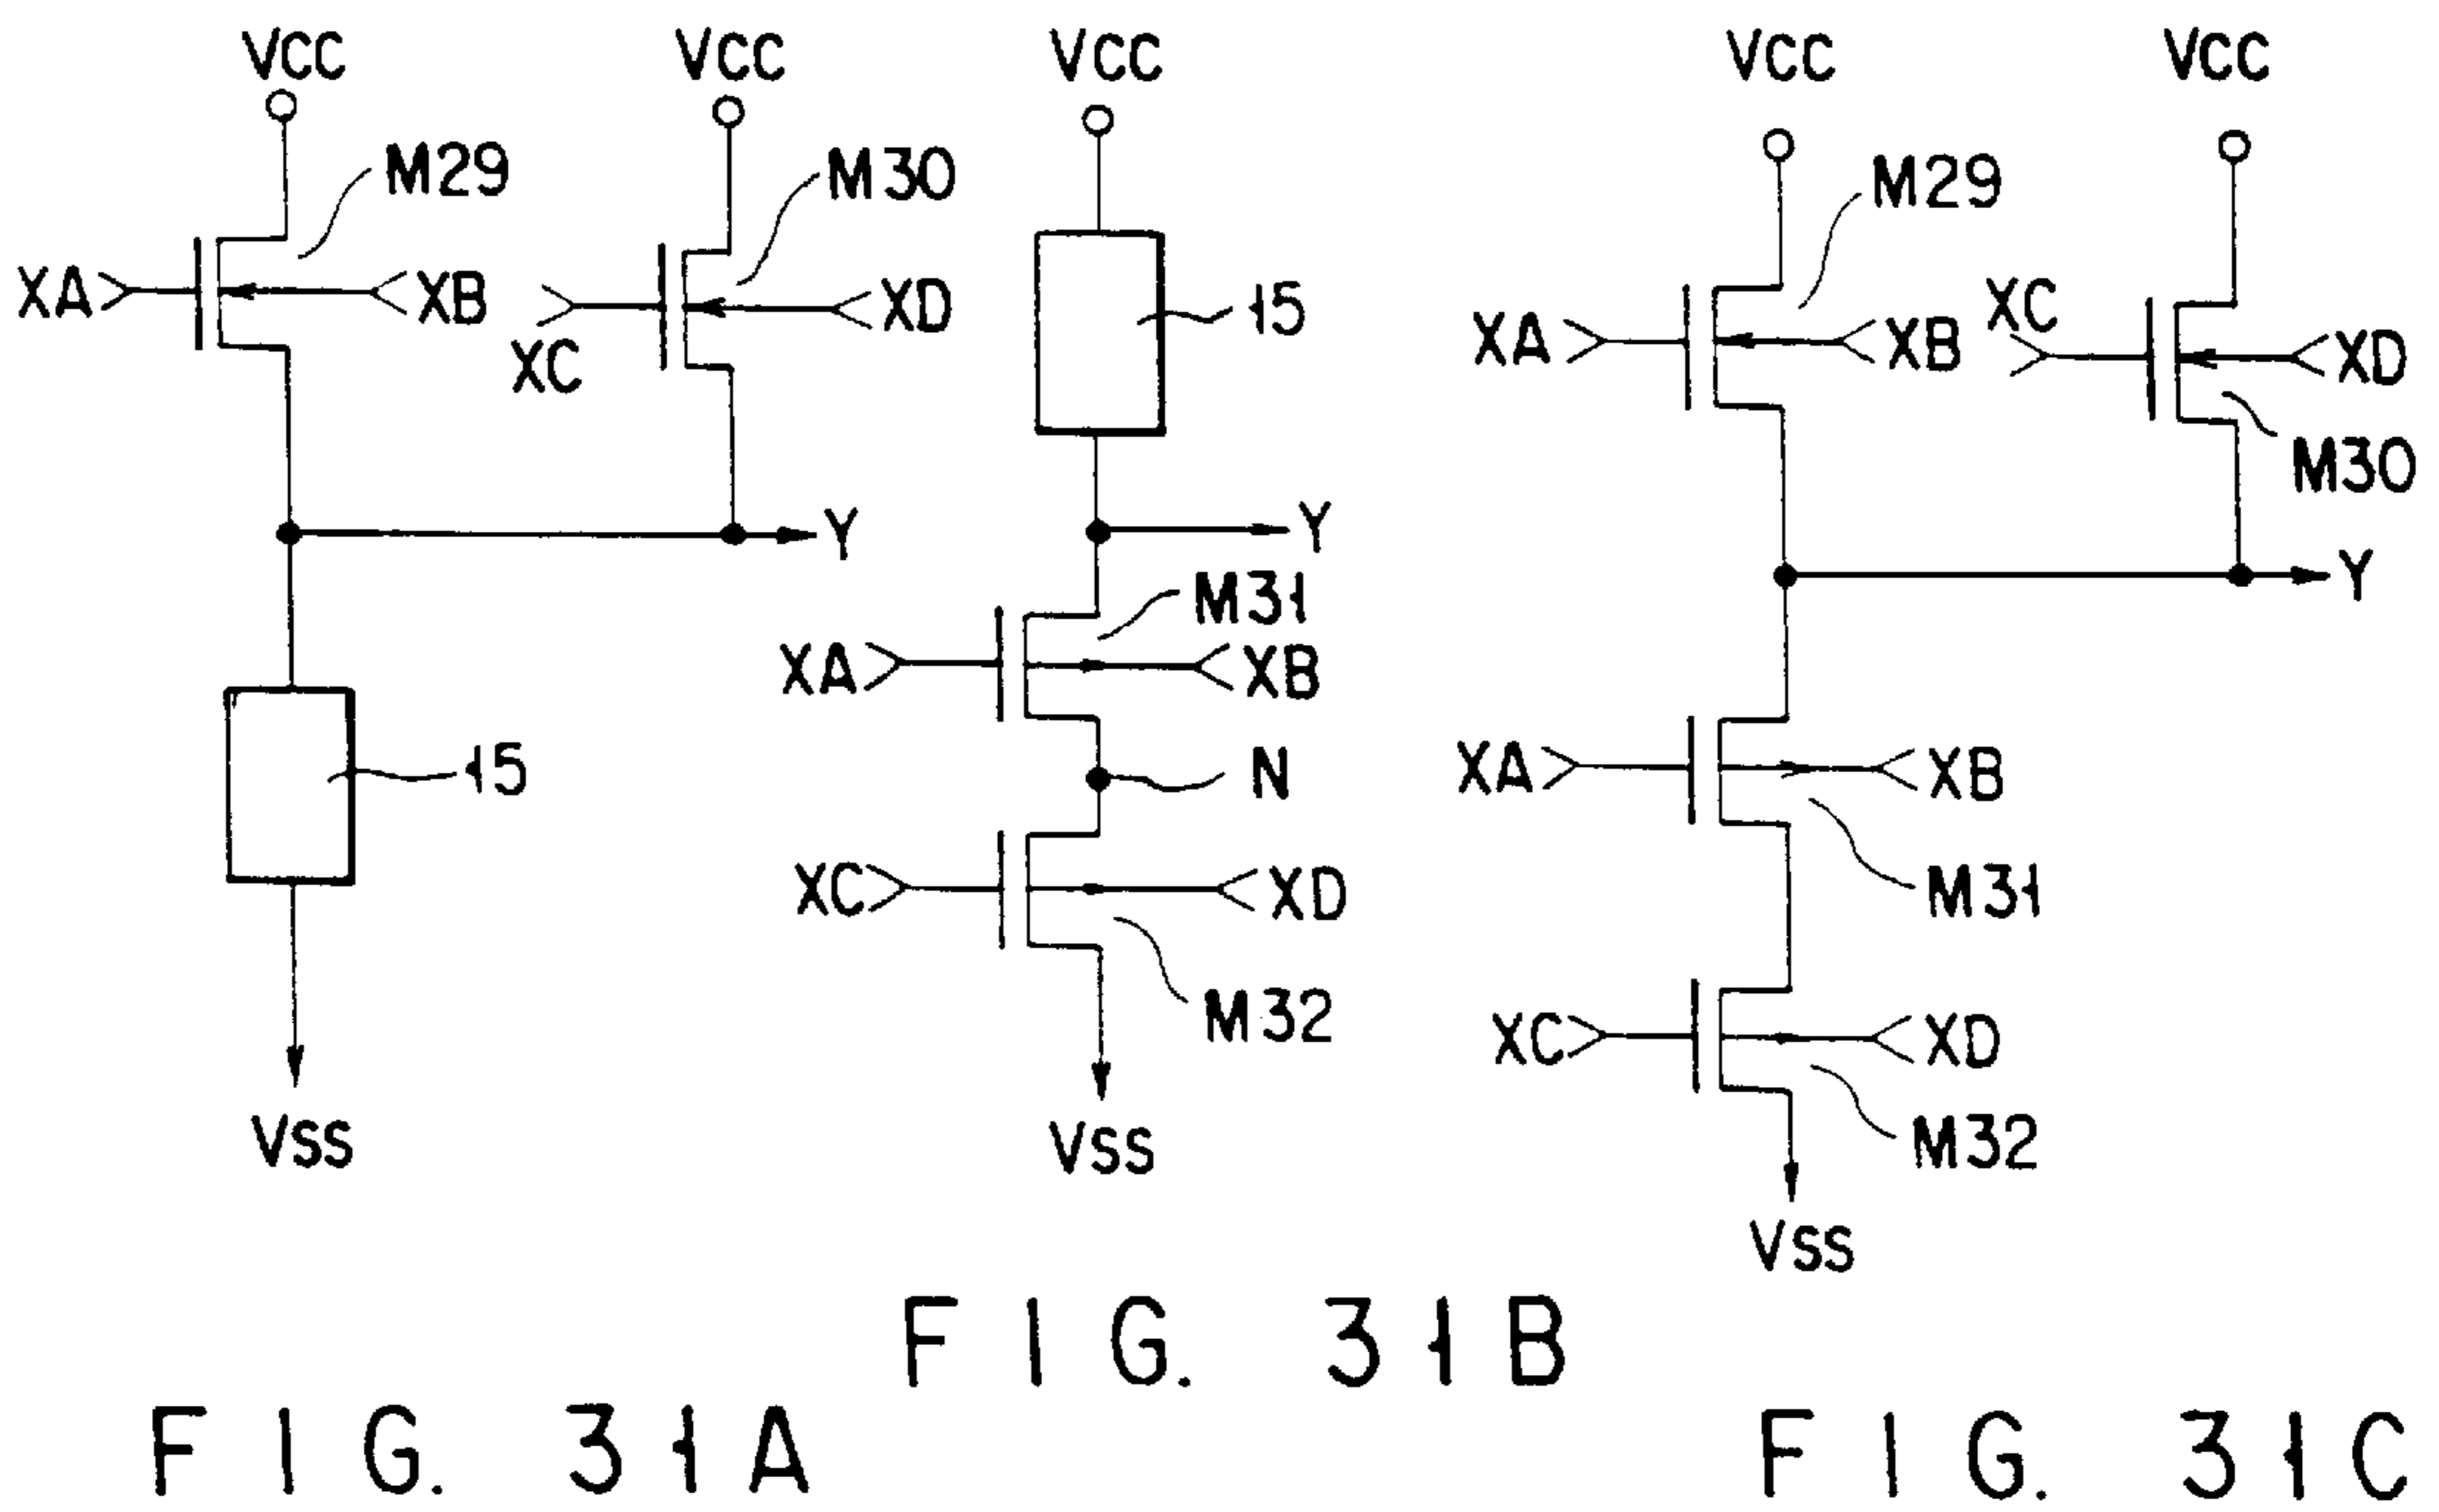 VCC
VCC
M29
M30
XA
XB
XC
XD
Y
15
VSS
FIG. 31A
VCC
15
Y
M31
XA
XB
N
XC
XD
M32
VSS
FIG. 31B
VCC
VCC
M29
XA
XB
XC
XD
M30
Y
XA
XB
M31
XC
XD
M32
VSS
FIG. 31C